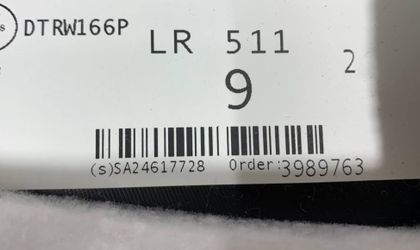 DTRW166P
LR 511
9
2
(s)SA24617728 Order:3989763